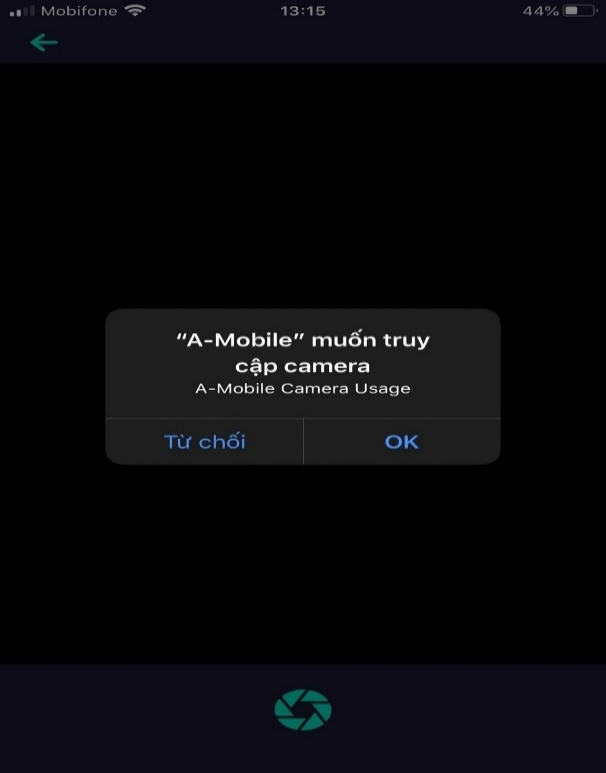 Mobifone 13:15 44%
“A-Mobile” muốn truy
cập camera
A-Mobile Camera Usage
Từ chối OK